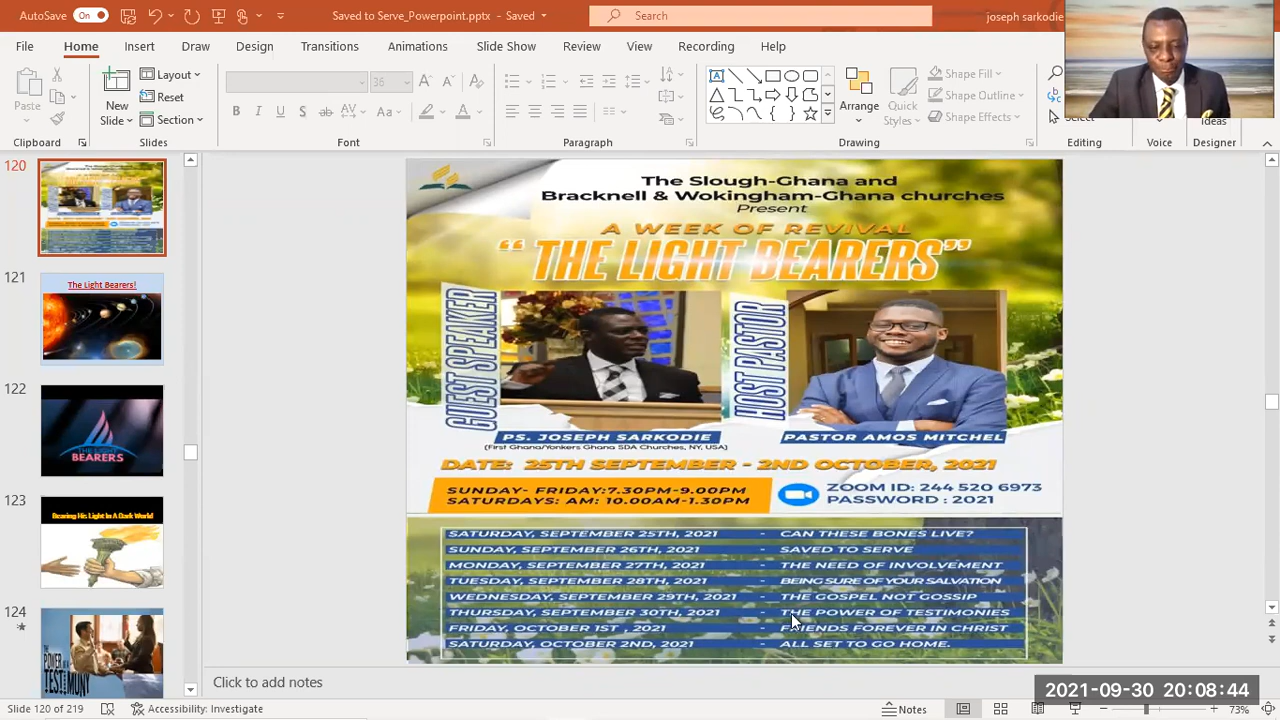 AutoSave
On
Saved to Serve_Powerpoint.pptx - Saved
Search
joseph sarkodie
File Home Insert Draw Design Transitions Animations Slide Show Review View Recording Help
Paste
New
Slide
Layout
Reset
Section
36
Arrange
Quick
Styles
Shape Fill
Shape Outline
Shape Effects
Select
Ideas
Clipboard
Slides
Font
Paragraph
Drawing
Editing
Voice
Designer
120
121
The Light Bearers!
122
THE LIGHT
BEARERS
123
Bearing His Light In A Dark World
124
The Slough-Ghana and
Bracknell & Wokingham-Ghana churches
Present
A WEEK OF REVIVAL
“ THE LIGHT BEARERS”
GUEST SPEAKER
HOST PASTOR
PS. JOSEPH SARKODIE
(First Ghana/Yonkers Ghana SDA Churches, NY, USA)
PASTOR AMOS MITCHEL
DATE: 25TH SEPTEMBER - 2ND OCTOBER, 2021
SUNDAY- FRIDAY:7.30PM-9.00PM
SATURDAYS: AM: 10.00AM-1.30PM
ZOOM ID: 244 520 6973
PASSWORD : 2021
SATURDAY, SEPTEMBER 25TH, 2021 - CAN THESE BONES LIVE?
SUNDAY, SEPTEMBER 26TH, 2021 - SAVED TO SERVE
MONDAY, SEPTEMBER 27TH, 2021 - THE NEED OF INVOLVEMENT
TUESDAY, SEPTEMBER 28TH, 2021 - BEING SURE OF YOUR SALVATION
WEDNESDAY, SEPTEMBER 29TH, 2021 - THE GOSPEL NOT GOSSIP
THURSDAY, SEPTEMBER 30TH, 2021 - THE POWER OF TESTIMONIES
FRIDAY, OCTOBER 1ST , 2021 - FRIENDS FOREVER IN CHRIST
SATURDAY, OCTOBER 2ND, 2021 - ALL SET TO GO HOME.
Click to add notes
Slide 120 of 219
Accessibility: Investigate
Notes
73%
2021-09-30 20:08:44